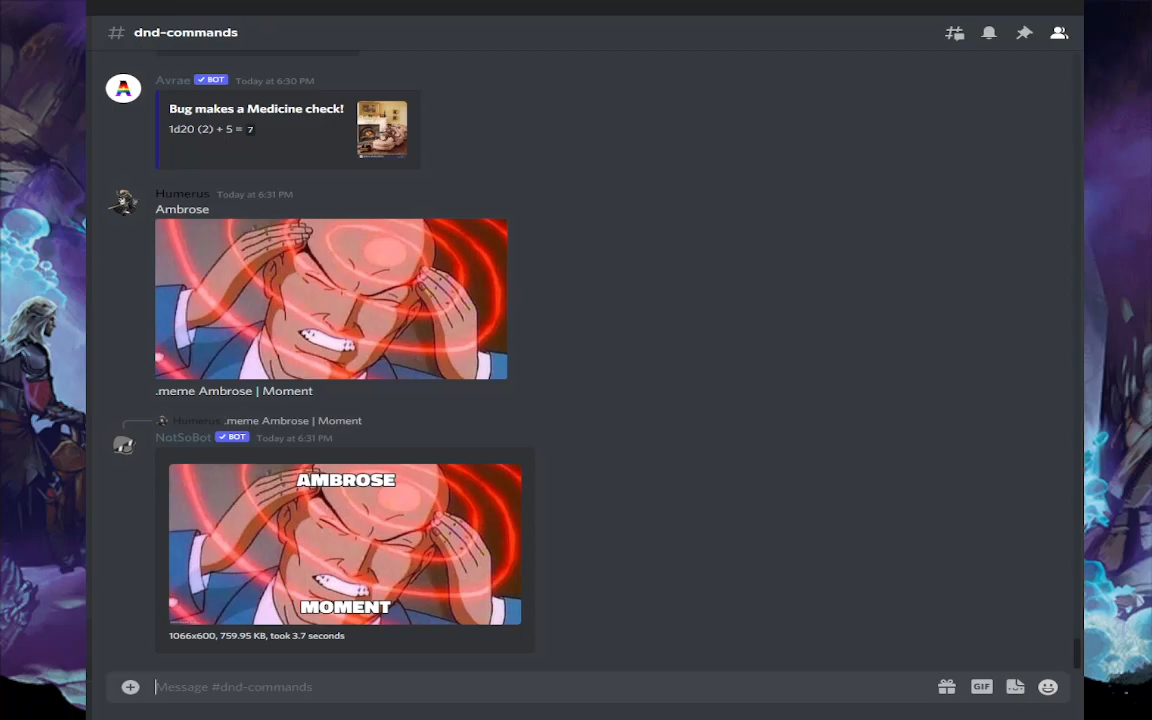 dnd-commands
Avrae BOT Today at 6:30 PM
Bug makes a Medicine check!
1d20 (2) + 5 = 7
Humerus Today at 6:31 PM
Ambrose
.meme Ambrose | Moment
Humerus .meme Ambrose | Moment
NotSoBot BOT Today at 6:31 PM
AMBROSE
MOMENT
1066x600, 759.95 KB, took 3.7 seconds
Message #dnd-commands
GIF